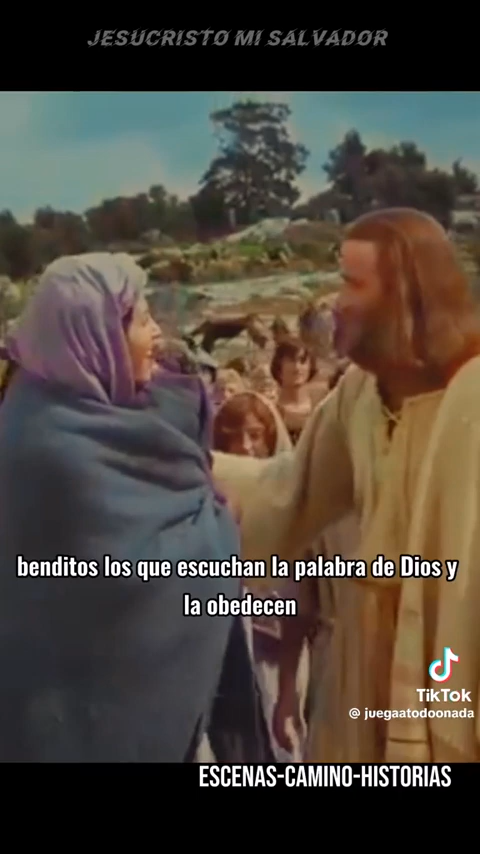 JESUCRISTO MI SALVADOR
benditos los que escuchan la palabra de Dios y
la obedecen
TikTok
@ juegaatodoonada
ESCENAS-CAMINO-HISTORIAS